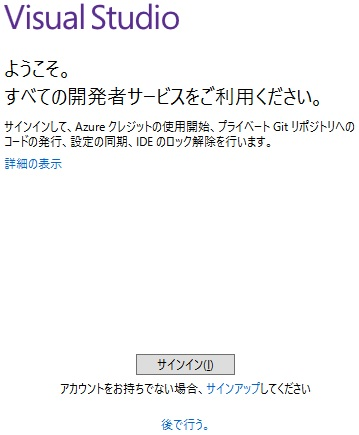 Visual Studio
ようこそ。
すべての開発者サービスをご利用ください。
サインインして、Azure クレジットの使用開始、プライベート Git リポジトリへの
コードの発行、設定の同期、IDE のロック解除を行います。
詳細の表示
サインイン(I)
アカウントをお持ちでない場合、サインアップしてください
後で行う。